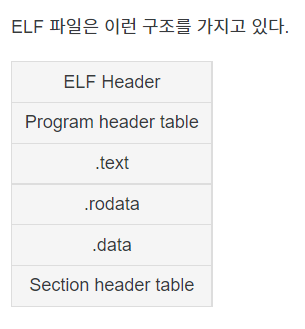 ELF 파일은 이런 구조를 가지고 있다.
ELF Header
Program header table
.text
.rodata
.data
Section header table